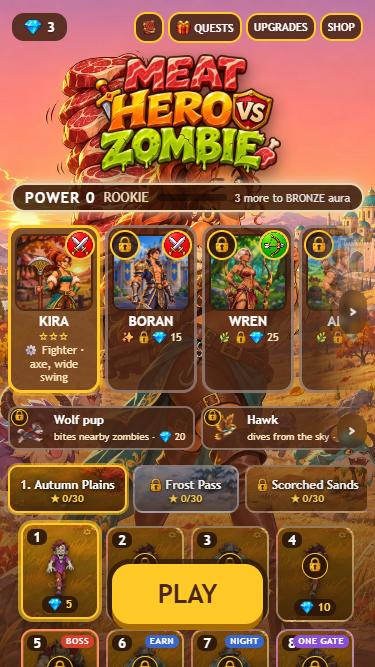 3
QUESTS
UPGRADES
SHOP
MEAT
HERO VS
ZOMBIE
POWER 0 ROOKIE
3 more to BRONZE aura
KIRA
Fighter ·
axe, wide
swing
BORAN
15
WREN
25
Wolf pup
bites nearby zombies - 20
Hawk
dives from the sky -
1. Autumn Plains
★ 0/30
Frost Pass
★ 0/30
Scorched Sands
★ 0/30
1
5
2
3
4
10
PLAY
5
BOSS
6
EARN
7
NIGHT
8
ONE GATE